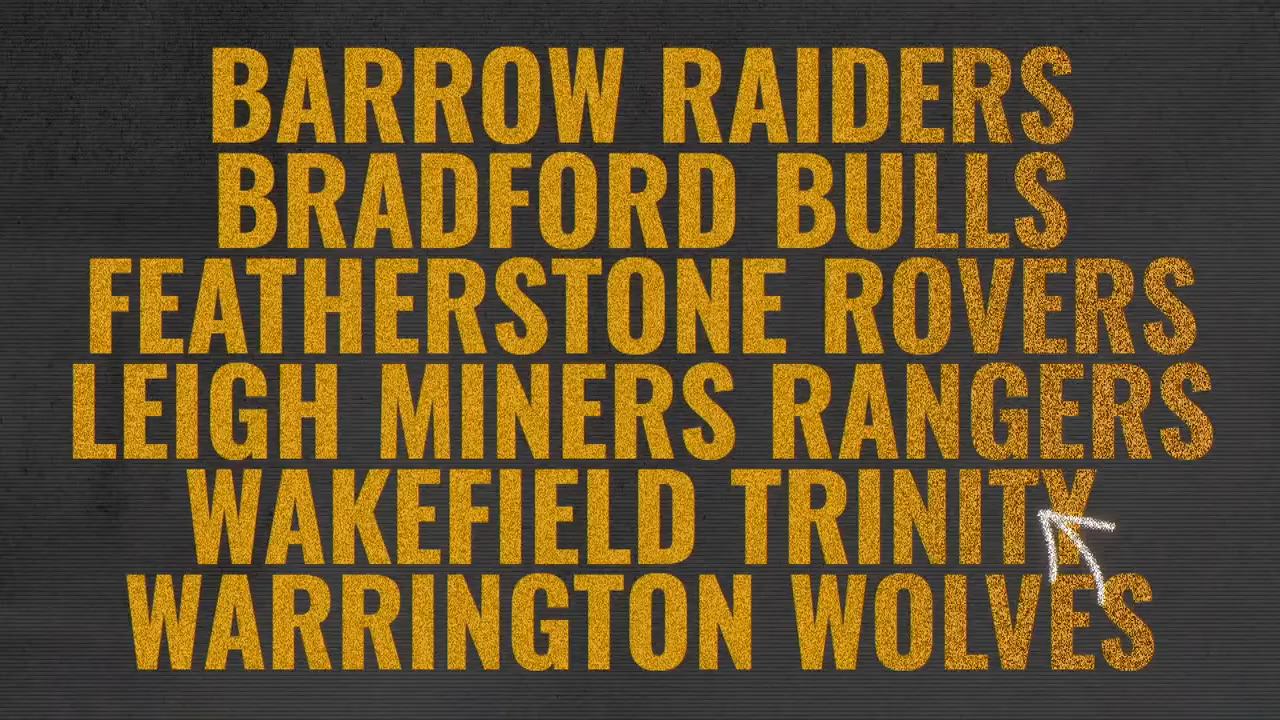 BARROW RAIDERS
BRADFORD BULLS
FEATHERSTONE ROVERS
LEIGH MINERS RANGERS
WAKEFIELD TRINITY
WARRINGTON WOLVES